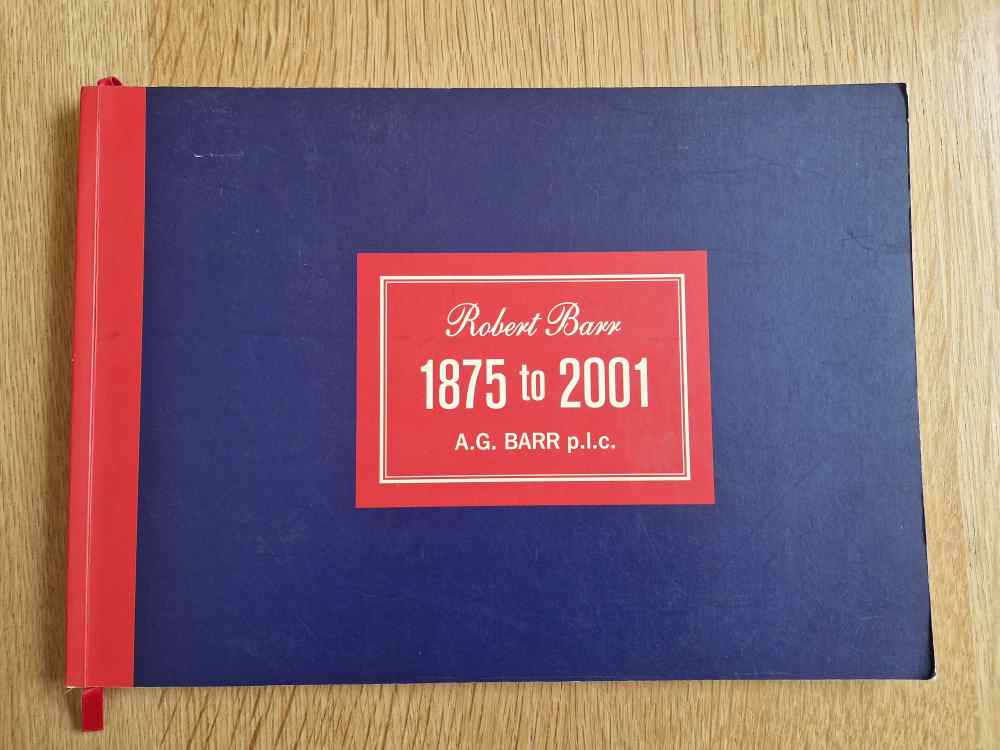 Robert Barr
1875 to 2001
A.G. BARR p.l.c.